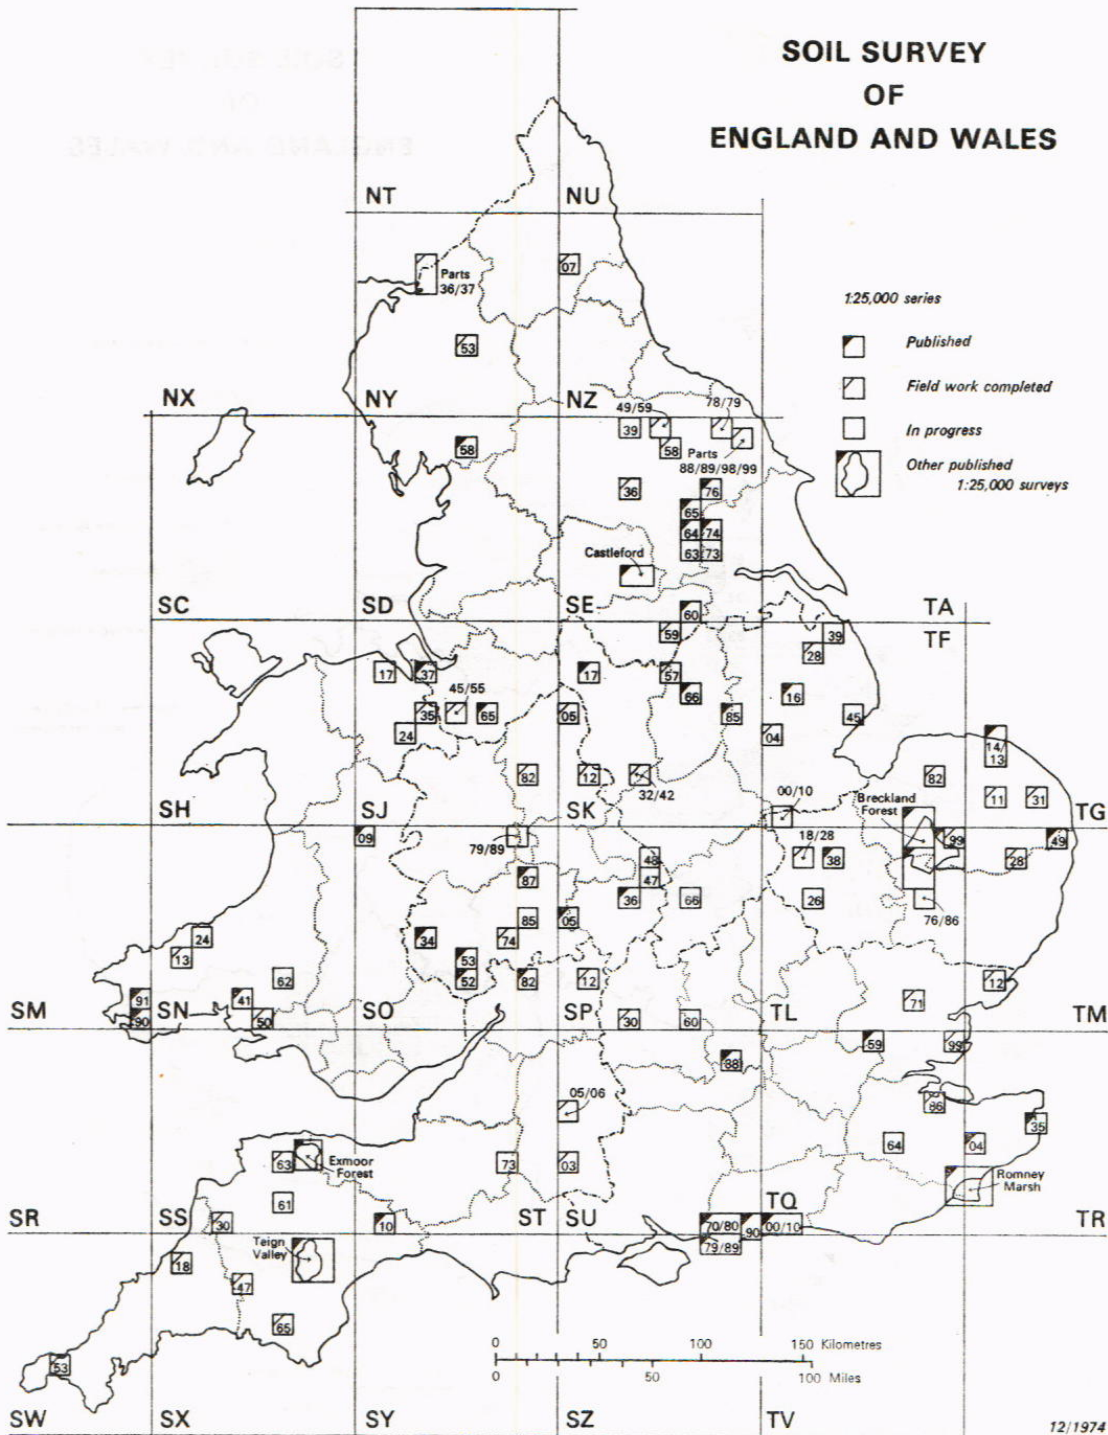 SOIL SURVEY
OF
ENGLAND AND WALES
NT
NU
Parts
36/37
07
53
1:25,000 series
Published
Field work completed
In progress
Other published
1:25,000 surveys
NX
NY
NZ
49/59
78/79
39
58
58
Parts
88/89/98/99
36
76
65
64
74
63
73
Castleford
SC
SD
SE
60
TA
TF
59
39
28
17
37
17
57
45/55
66
16
35
65
05
85
45
24
04
14/
13
82
12
32/42
82
11
31
00/10
Breckland
Forest
SH
SJ
SK
TG
09
79/89
18/28
99
49
48
38
28
87
47
36
66
26
76/86
85
05
34
74
24
13
53
62
52
82
12
12
91
41
71
90
50
30
60
SM
SN
SO
SP
TL
TM
59
99
88
05/06
86
35
64
04
63
Exmoor
Forest
73
03
Romney
Marsh
61
TQ
SR
SS
30
10
ST
SU
70/80
90
00/10
TR
Teign
Valley
79/89
18
47
65
0 50 100 150 Kilometres
53
0 50 100 Miles
SW
SX
SY
SZ
TV
12/1974